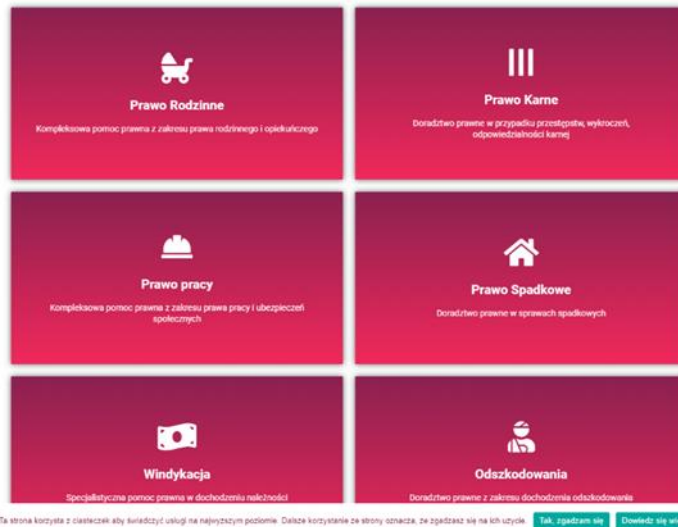 Prawo Rodzinne
Kompleksowa pomoc prawna z zakresu prawa rodzinnego i opiekuńczego
Prawo Karne
Doradztwo prawne w przypadku przestępstw, wykroczeń,
odpowiedzialności karnej
Prawo pracy
Kompleksowa pomoc prawna z zakresu prawa pracy i ubezpieczeń
społecznych
Prawo Spadkowe
Doradztwo prawne w sprawach spadkowych
Windykacja
Specjalistyczna pomoc prawna w dochodzeniu należności
Odszkodowania
Doradztwo prawne z zakresu dochodzenia odszkodowania
Ta strona korzysta z ciasteczek aby świadczyć usługi na najwyższym poziomie. Dalsze korzystanie ze strony oznacza, że zgadzasz się na ich użycie. Tak, zgadzam się Dowiedz się wi